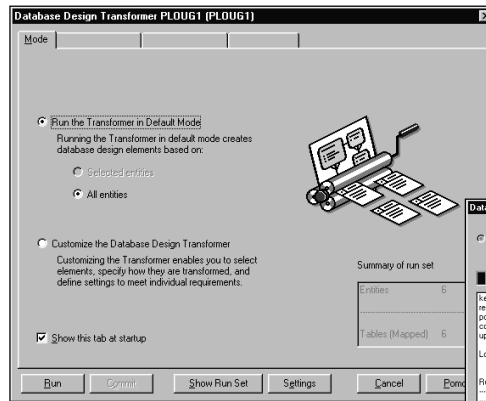 Database Design Transformer PLOUG1 (PLOUG1)
Mode
Run the Transformer in Default Mode
Running the Transformer in default mode creates
database design elements based on:
Selected entities
All entities
Customize the Database Design Transformer
Customizing the Transformer enables you to select
elements, specify how they are transformed, and
define settings to meet individual requirements.
Summary of run set
Entities 6
Tables (Mapped) 6
Show this tab at startup
Run Commit Show Run Set Settings Cancel